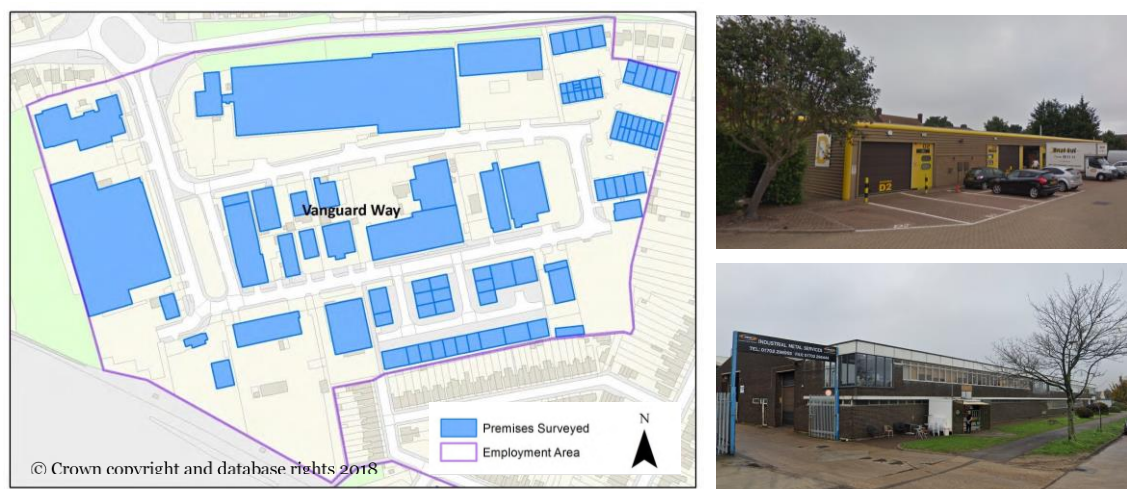 Vanguard Way
Premises Surveyed
Employment Area
N
© Crown copyright and database rights 2018
D2
INDUSTRIAL METAL SERVICES